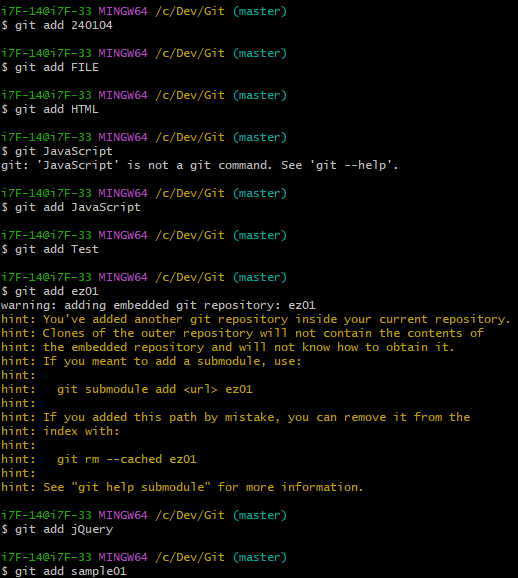 i7F-14@i7F-33 MINGW64 /c/Dev/Git (master)
$ git add 240104

i7F-14@i7F-33 MINGW64 /c/Dev/Git (master)
$ git add FILE

i7F-14@i7F-33 MINGW64 /c/Dev/Git (master)
$ git add HTML

i7F-14@i7F-33 MINGW64 /c/Dev/Git (master)
$ git JavaScript
git: 'JavaScript' is not a git command. See 'git --help'.

i7F-14@i7F-33 MINGW64 /c/Dev/Git (master)
$ git add JavaScript

i7F-14@i7F-33 MINGW64 /c/Dev/Git (master)
$ git add Test

i7F-14@i7F-33 MINGW64 /c/Dev/Git (master)
$ git add ez01
warning: adding embedded git repository: ez01
hint: You've added another git repository inside your current repository.
hint: Clones of the outer repository will not contain the contents of
hint: the embedded repository and will not know how to obtain it.
hint: If you meant to add a submodule, use:
hint:
hint:   git submodule add <url> ez01
hint:
hint: If you added this path by mistake, you can remove it from the
hint: index with:
hint:
hint:   git rm --cached ez01
hint:
hint: See "git help submodule" for more information.

i7F-14@i7F-33 MINGW64 /c/Dev/Git (master)
$ git add jQuery

i7F-14@i7F-33 MINGW64 /c/Dev/Git (master)
$ git add sample01